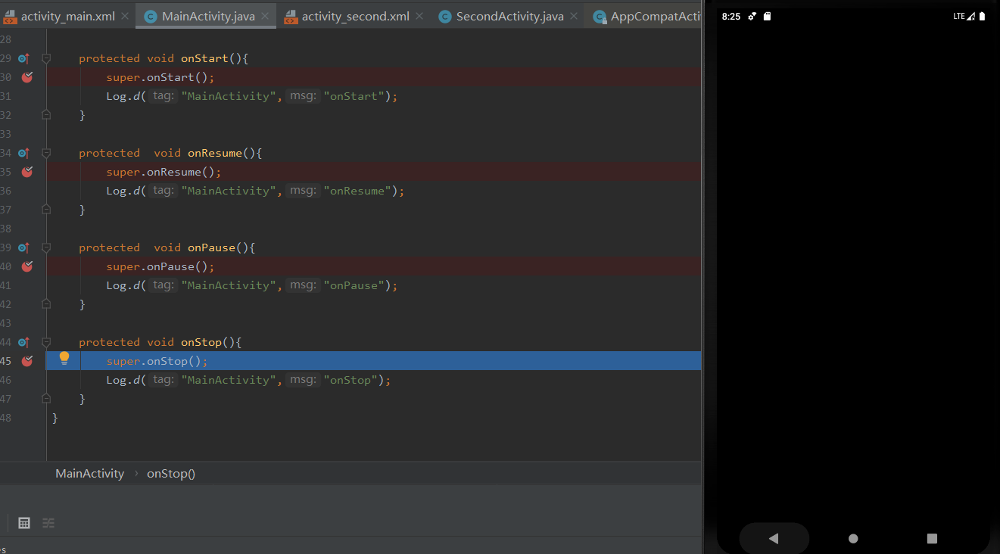 activity_main.xml MainActivity.java activity_second.xml SecondActivity.java AppCompatActi
8:25 LTE
28
29 protected void onStart(){
30 super.onStart();
31 Log.d( tag: "MainActivity", msg: "onStart");
32 }
33
34 protected  void onResume(){
35 super.onResume();
36 Log.d( tag: "MainActivity", msg: "onResume");
37 }
38
39 protected  void onPause(){
40 super.onPause();
41 Log.d( tag: "MainActivity", msg: "onPause");
42 }
43
44 protected void onStop(){
45 super.onStop();
46 Log.d( tag: "MainActivity", msg: "onStop");
47 }
48 }
MainActivity › onStop()
es